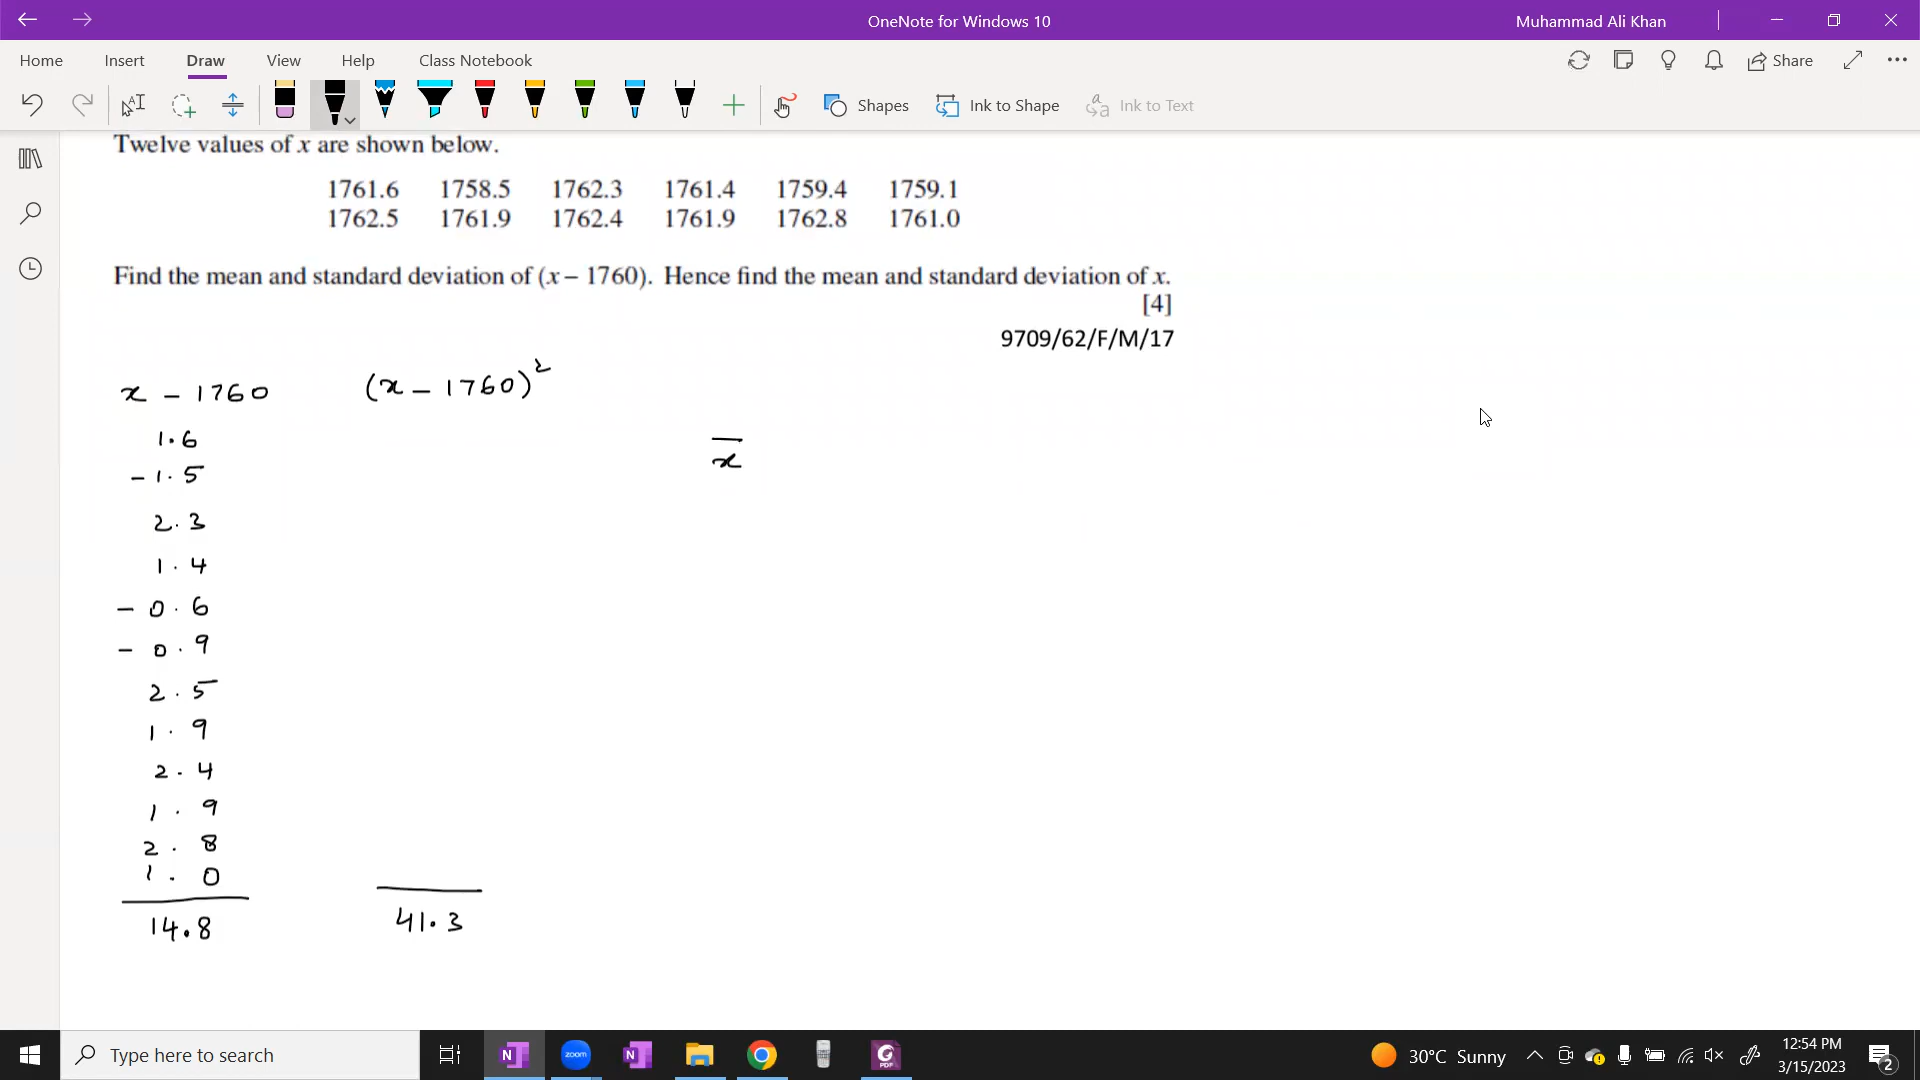 OneNote for Windows 10
Muhammad Ali Khan
Home Insert Draw View Help Class Notebook
Share
Shapes Ink to Shape Ink to Text
Twelve values of x are shown below.
1761.6 1758.5 1762.3 1761.4 1759.4 1759.1
1762.5 1761.9 1762.4 1761.9 1762.8 1761.0
Find the mean and standard deviation of (x – 1760). Hence find the mean and standard deviation of x.
[4]
9709/62/F/M/17
x – 1760 (x – 1760)²
1.6
x̄
-1.5
2.3
1.4
-0.6
-0.9
2.5
1.9
2.4
1.9
2.8
1.0
14.8 41.3
Type here to search
zoom
PDF
30°C Sunny
12:54 PM
3/15/2023
2